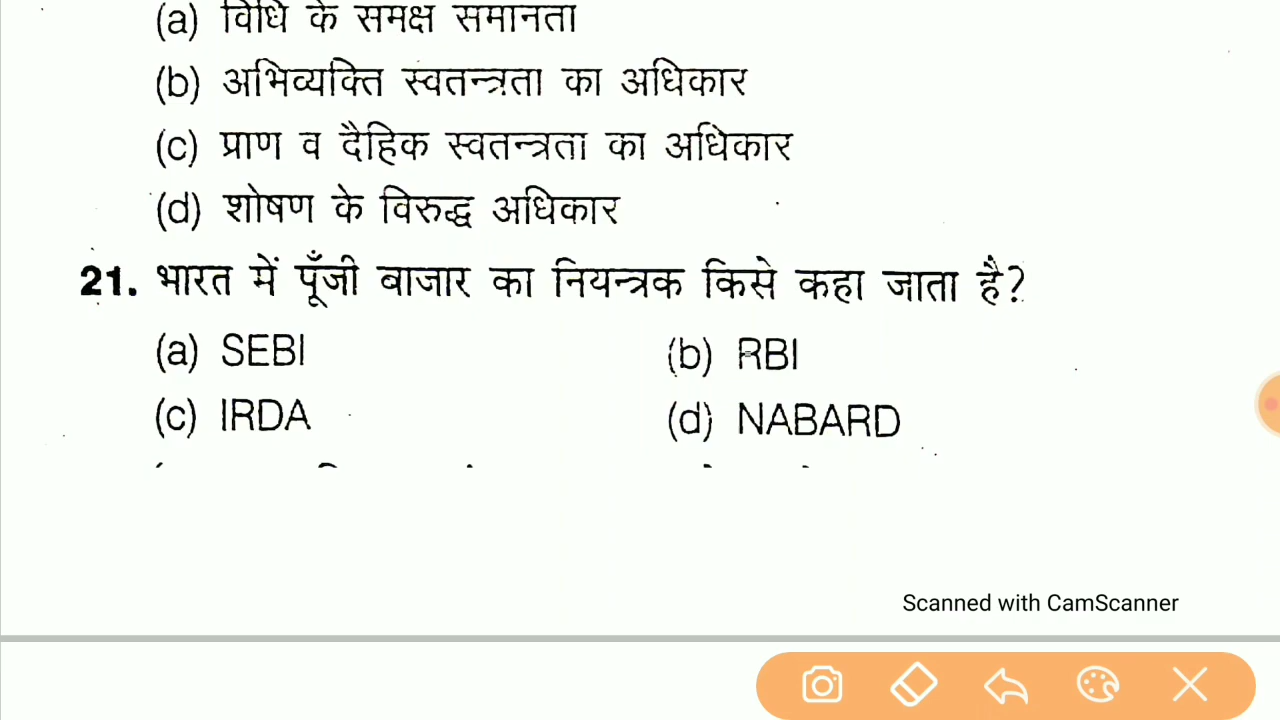 (a) विधि के समक्ष समानता
(b) अभिव्यक्ति स्वतन्त्रता का अधिकार
(c) प्राण व दैहिक स्वतन्त्रता का अधिकार
(d) शोषण के विरुद्ध अधिकार
21. भारत में पूँजी बाजार का नियन्त्रक किसे कहा जाता है?
(a) SEBI (b) RBI
(c) IRDA (d) NABARD
Scanned with CamScanner